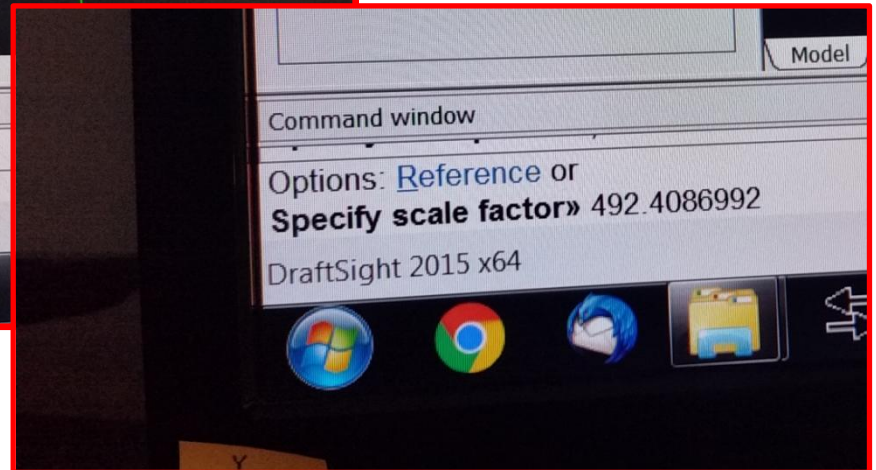 Model
Command window
Options: Reference or
Specify scale factor» 492.4086992
DraftSight 2015 x64
Y